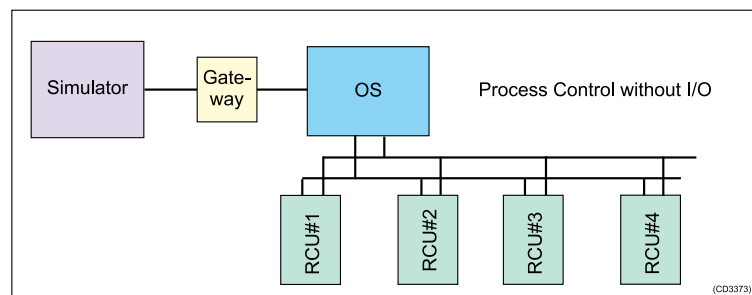 Simulator
Gate-
way
OS
Process Control without I/O
RCU#1
RCU#2
RCU#3
RCU#4
(CD3373)